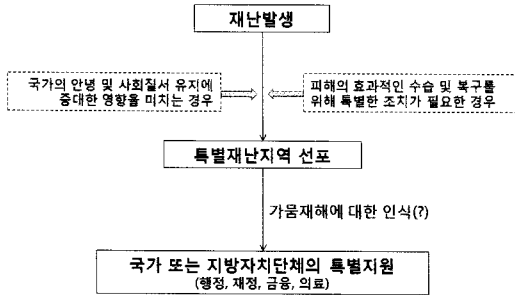 재난발생
국가의 안녕 및 사회질서 유지에
중대한 영향을 미치는 경우
피해의 효과적인 수습 및 복구를
위해 특별한 조치가 필요한 경우
특별재난지역 선포
가뭄재해에 대한 인식(?)
국가 또는 지방자치단체의 특별지원
(행정, 재정, 금융, 의료)